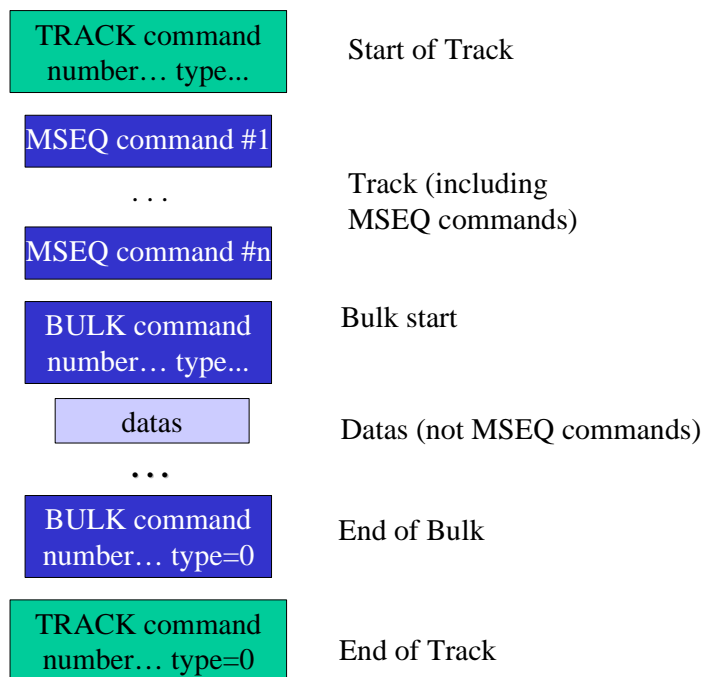 TRACK command
number… type...
Start of Track
MSEQ command #1
. . .
MSEQ command #n
Track (including
MSEQ commands)
BULK command
number… type...
Bulk start
datas
Datas (not MSEQ commands)
...
BULK command
number… type=0
End of Bulk
TRACK command
number… type=0
End of Track